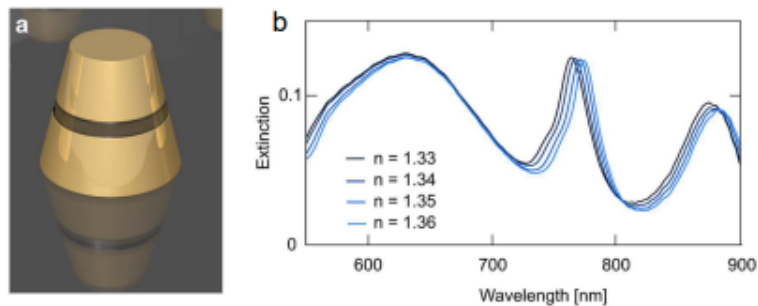 a
b
Extinction
0.1
0
n = 1.33
n = 1.34
n = 1.35
n = 1.36
600
700
800
900
Wavelength [nm]